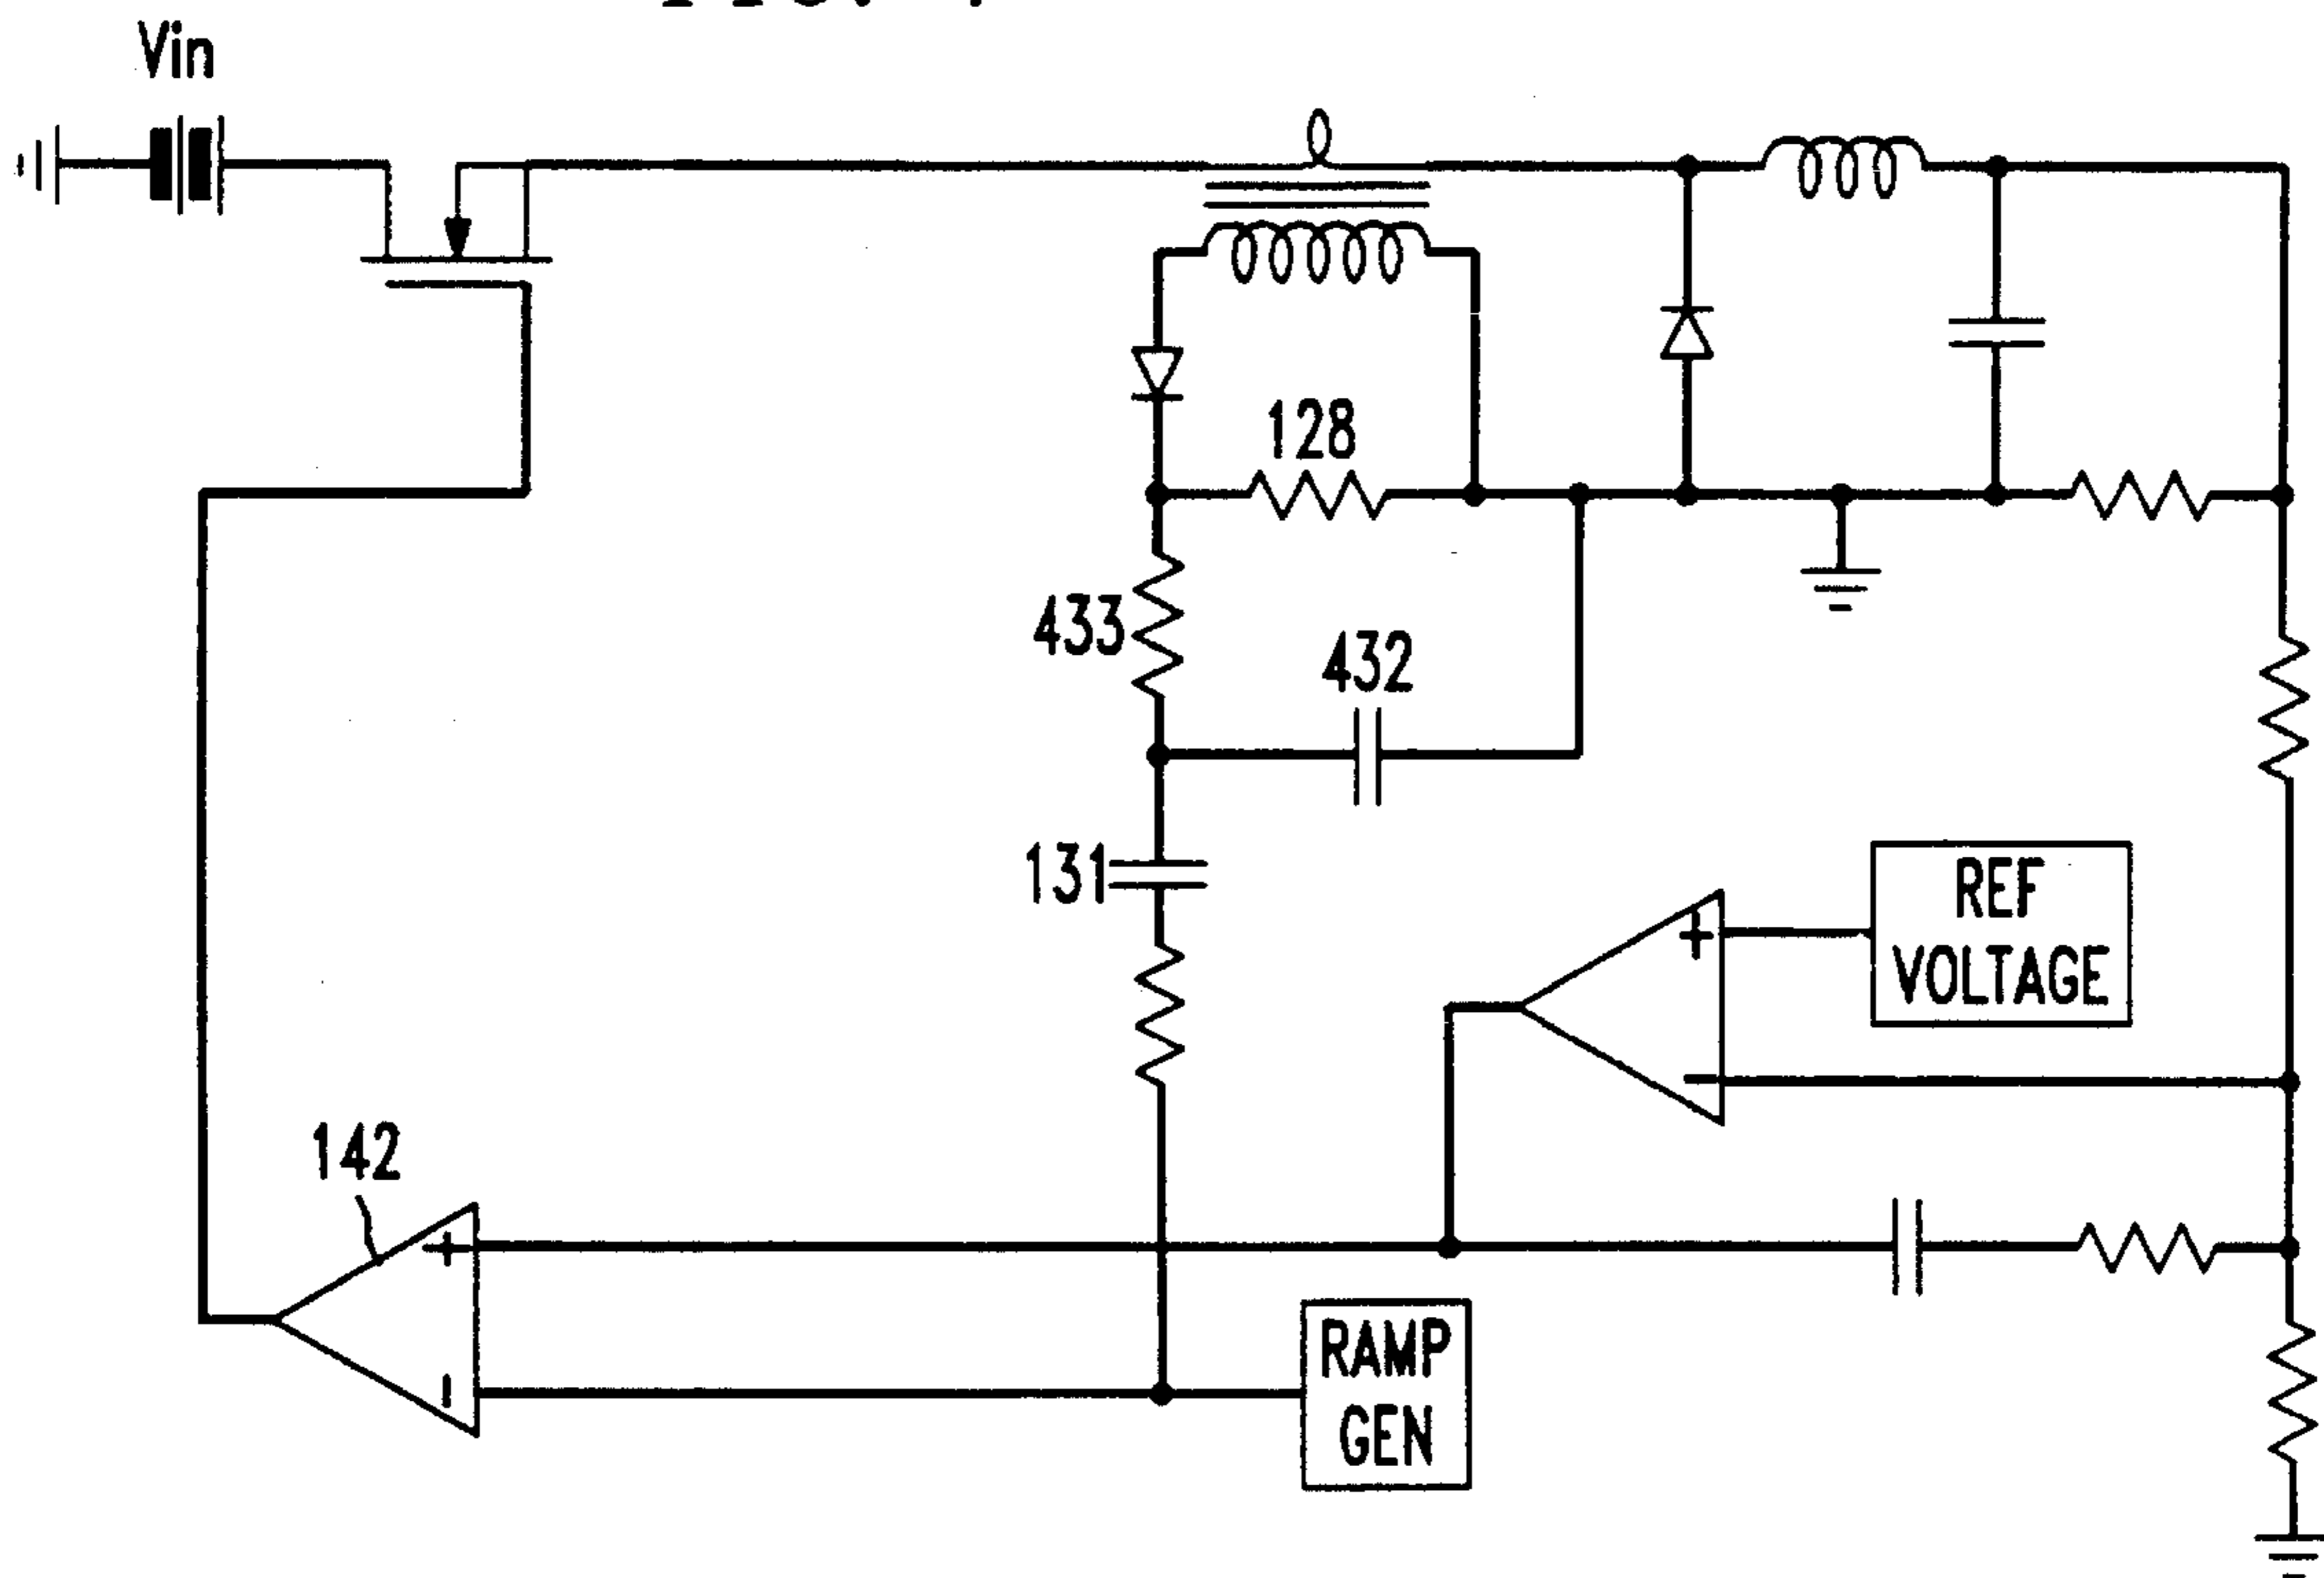 Vin
128
433
432
131
REF
VOLTAGE
142
+
−
+
−
RAMP
GEN